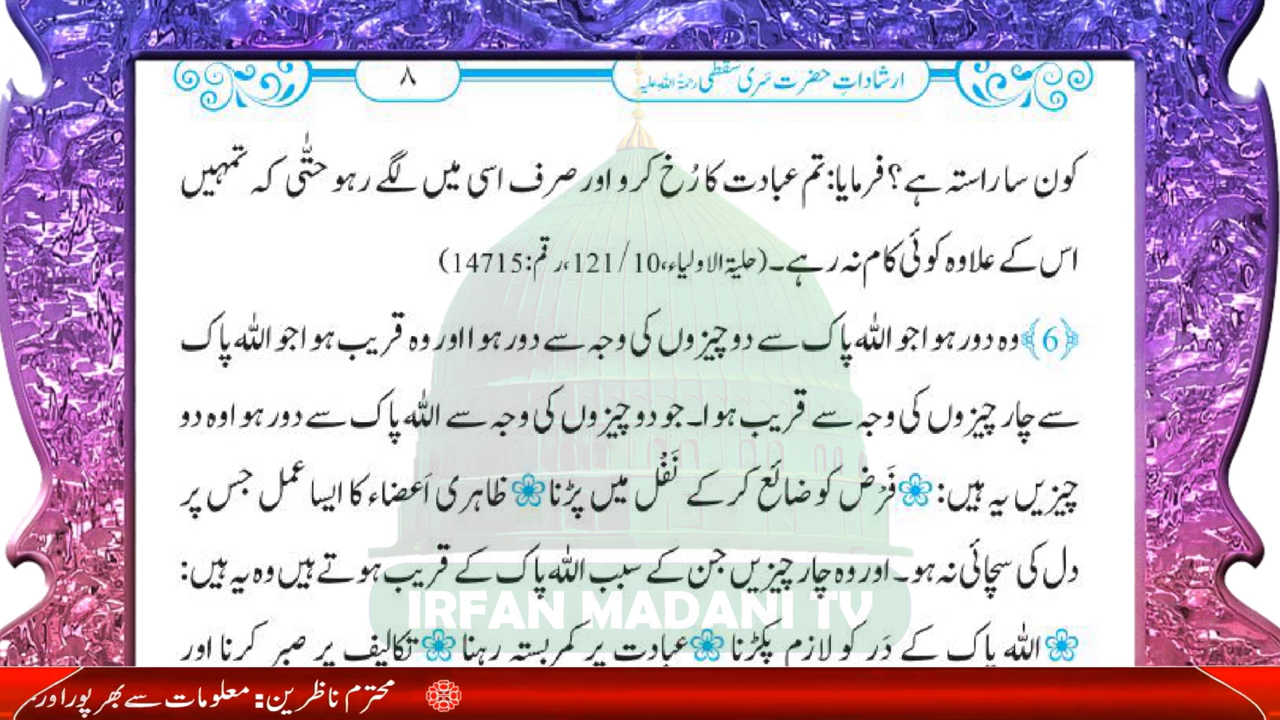 ارشاداتِ حضرت سَری سقطی رحمۃ اللہ علیہ ۸
کون سا راستہ ہے؟ فرمایا: تم عبادت کا رُخ کرو اور صرف اسی میں لگے رہو حتّٰی کہ تمہیں
اس کے علاوہ کوئی کام نہ رہے۔ (حلیۃ الاولیاء، 10/121، رقم: 14715)
﴿6﴾ وہ دور ہوا جو اللہ پاک سے دو چیزوں کی وجہ سے دور ہوا اور وہ قریب ہوا جو اللہ پاک
سے چار چیزوں کی وجہ سے قریب ہوا۔ جو دو چیزوں کی وجہ سے اللہ پاک سے دور ہوا وہ دو
چیزیں یہ ہیں: فَرْض کو ضائع کر کے نَفْل میں پڑنا ظاہری اَعضاء کا ایسا عمل جس پر
دل کی سچائی نہ ہو۔ اور وہ چار چیزیں جن کے سبب اللہ پاک کے قریب ہوتے ہیں وہ یہ ہیں:
IRFAN MADANI TV
اللہ پاک کے دَر کو لازم پکڑنا عبادت پر کمر بستہ رہنا تکالیف پر صبر کرنا اور
محترم ناظرین: معلومات سے بھرپور اور